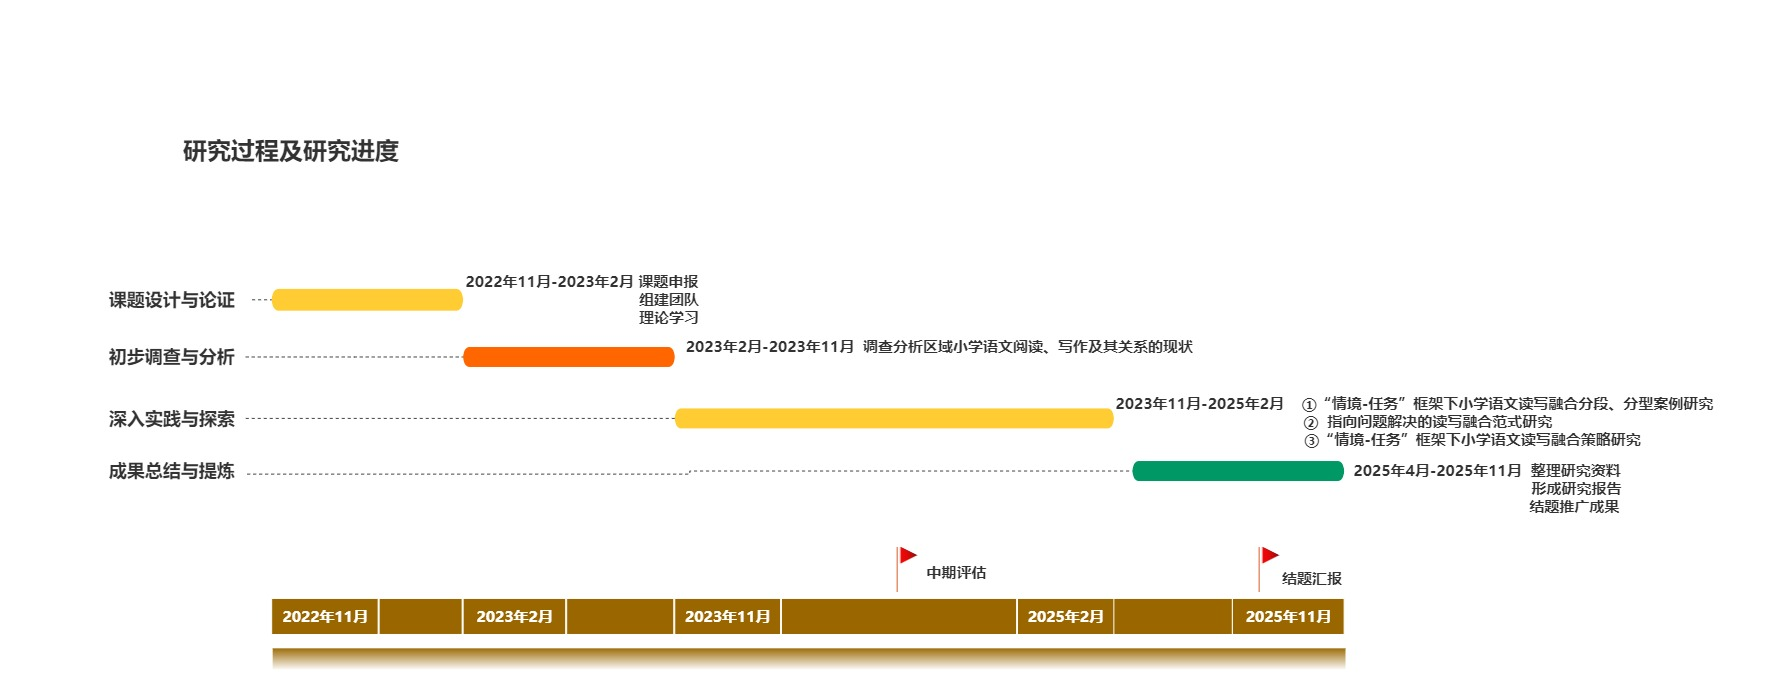 研究过程及研究进度
课题设计与论证
2022年11月-2023年2月 课题申报
组建团队
理论学习
初步调查与分析
2023年2月-2023年11月 调查分析区域小学语文阅读、写作及其关系的现状
深入实践与探索
2023年11月-2025年2月 ①“情境-任务”框架下小学语文读写融合分段、分型案例研究
② 指向问题解决的读写融合范式研究
③“情境-任务”框架下小学语文读写融合策略研究
成果总结与提炼
2025年4月-2025年11月 整理研究资料
形成研究报告
结题推广成果
中期评估
结题汇报
2022年11月 2023年2月 2023年11月 2025年2月 2025年11月